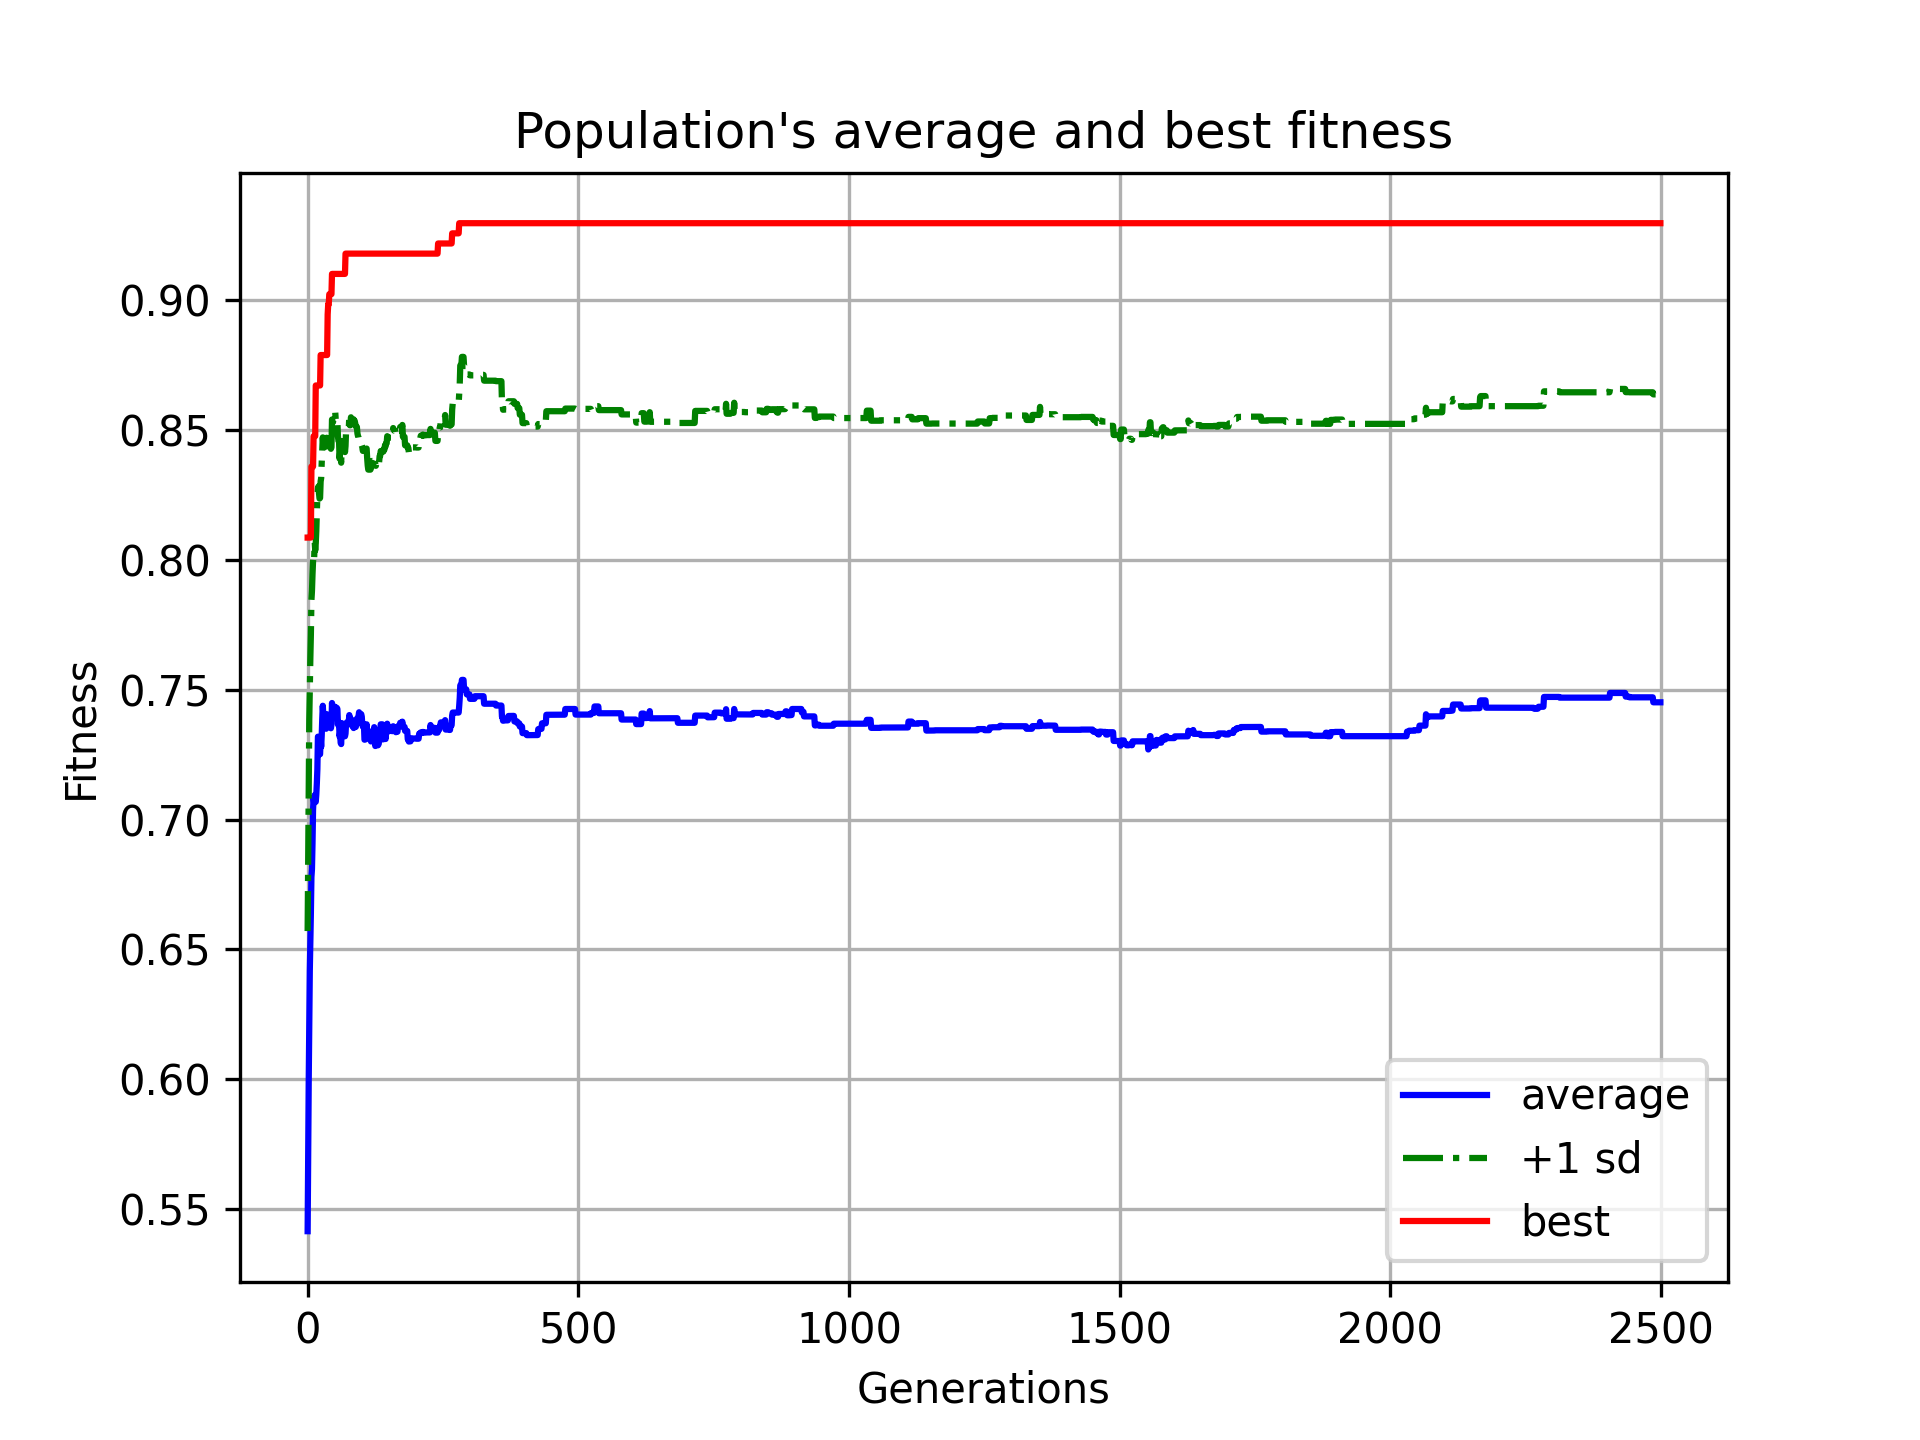 Population's average and best fitness
Fitness
0.90
0.85
0.80
0.75
0.70
0.65
0.60
0.55
average
+1 sd
best
0 500 1000 1500 2000 2500
Generations